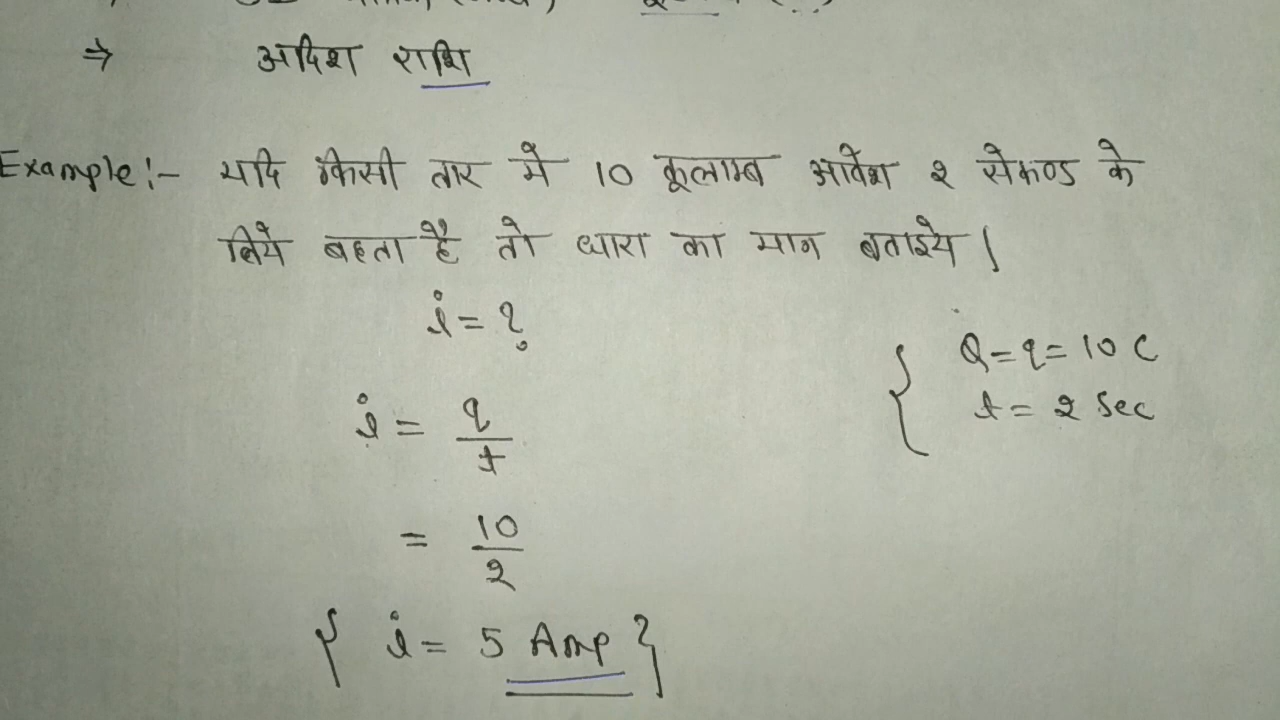 ⇒ अदिश राशि
Example:- यदि किसी तार मे 10 कूलाम्ब आवेश 2 सेकण्ड के
लिये बहता है तो धारा का मान बताइये |
i = ?
Q = q = 10 C
t = 2 Sec
i = q/t
= 10/2
{ i = 5 Amp }